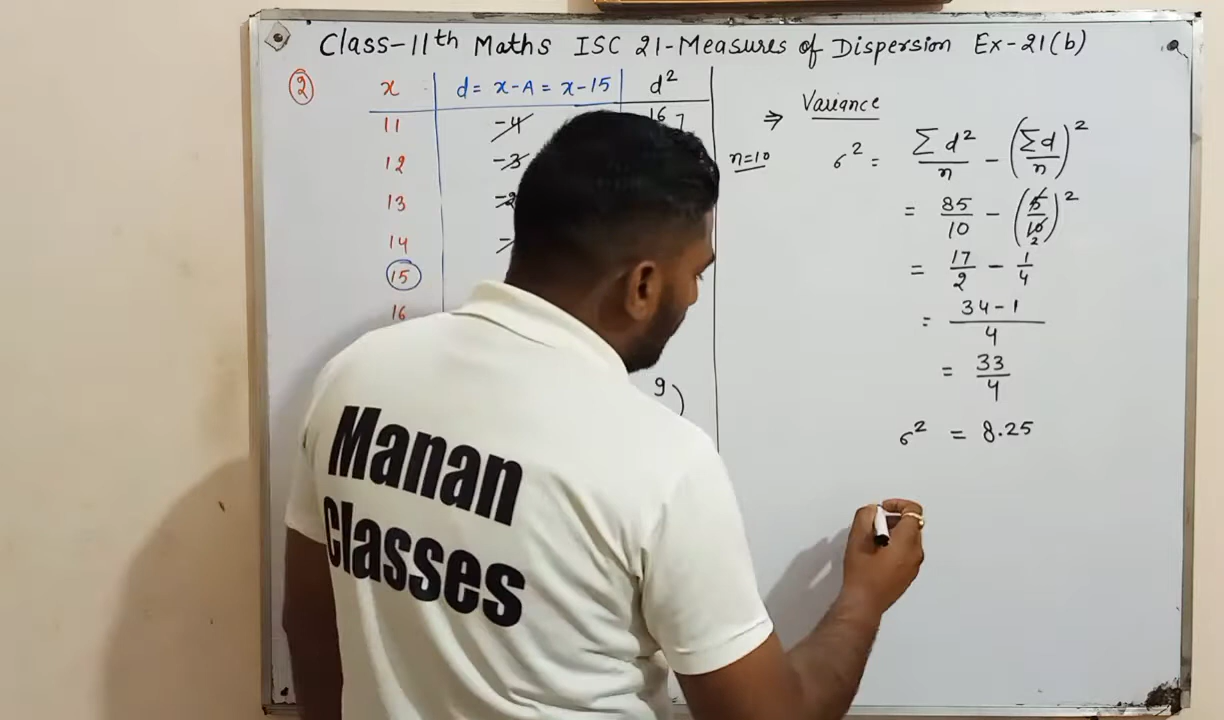 Class-11th Maths ISC 21-Measures of Dispersion Ex-21(b)
② x d = x-A = x-15 d²
11 -4 16
12 -3
13 -2
14
15
16
9
n=10
⇒ Variance
σ² = Σd²/n - (Σd/n)²
= 85/10 - (5/10)² 2
= 17/2 - 1/4
= 34-1/4
= 33/4
σ² = 8.25
Manan
Classes